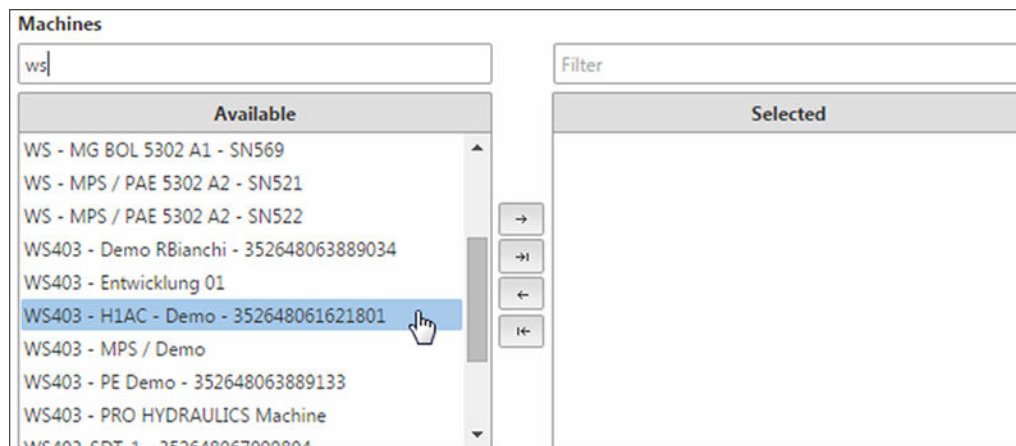 Machines
ws
Filter
Available
Selected
WS - MG BOL 5302 A1 - SN569
WS - MPS / PAE 5302 A2 - SN521
WS - MPS / PAE 5302 A2 - SN522
WS403 - Demo RBianchi - 352648063889034
WS403 - Entwicklung 01
WS403 - H1AC - Demo - 352648061621801
WS403 - MPS / Demo
WS403 - PE Demo - 352648063889133
WS403 - PRO HYDRAULICS Machine